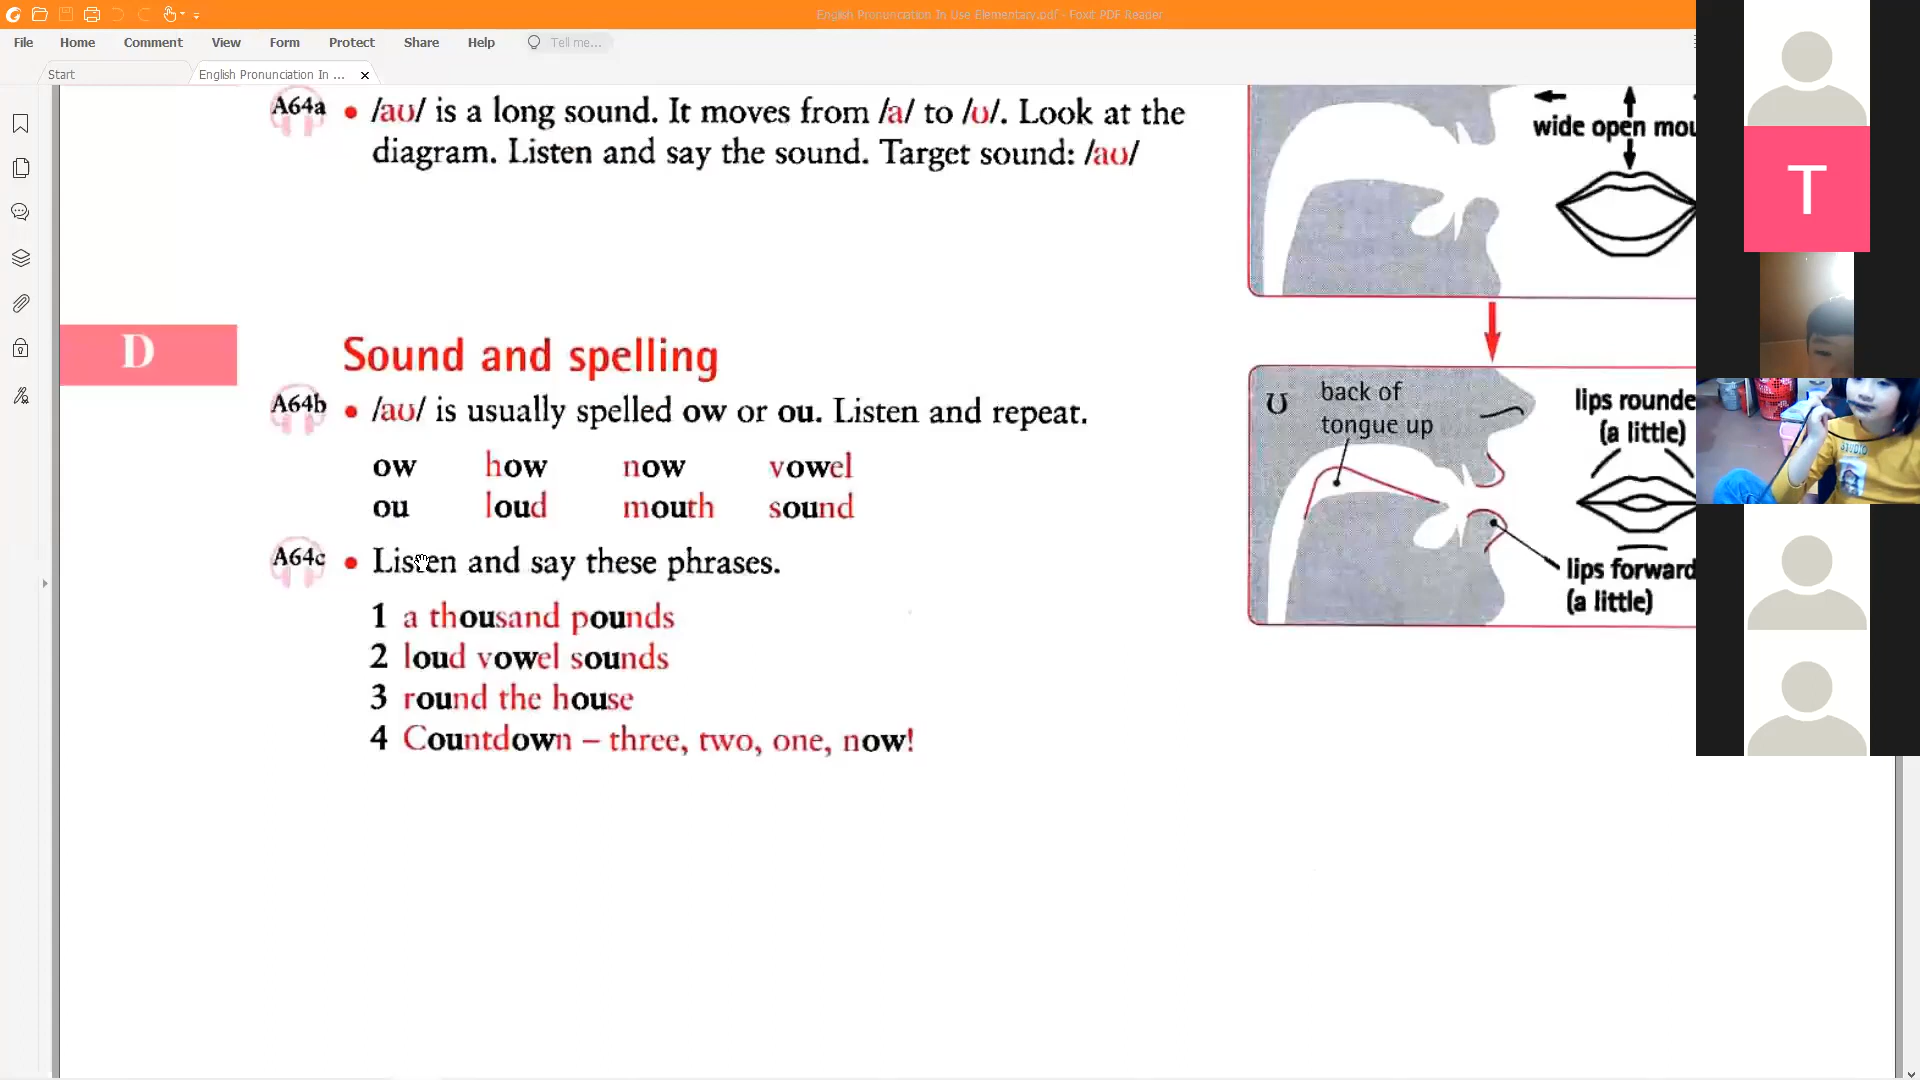 English Pronunciation In Use Elementary.pdf - Foxit PDF Reader
File Home Comment View Form Protect Share Help Tell me...
Start English Pronunciation In ...
A64a • /aʊ/ is a long sound. It moves from /a/ to /ʊ/. Look at the
diagram. Listen and say the sound. Target sound: /aʊ/
wide open
T
D Sound and spelling
A64b • /aʊ/ is usually spelled ow or ou. Listen and repeat.
ow how now vowel
ou loud mouth sound
A64c • Listen and say these phrases.
1 a thousand pounds
2 loud vowel sounds
3 round the house
4 Countdown – three, two, one, now!
ʊ back of
tongue up
lips
(a little)
lips forward
(a little)